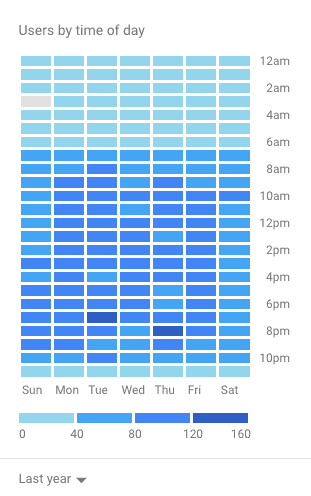 Users by time of day
12am
2am
4am
6am
8am
10am
12pm
2pm
4pm
6pm
8pm
10pm
Sun Mon Tue Wed Thu Fri Sat
0 40 80 120 160
Last year